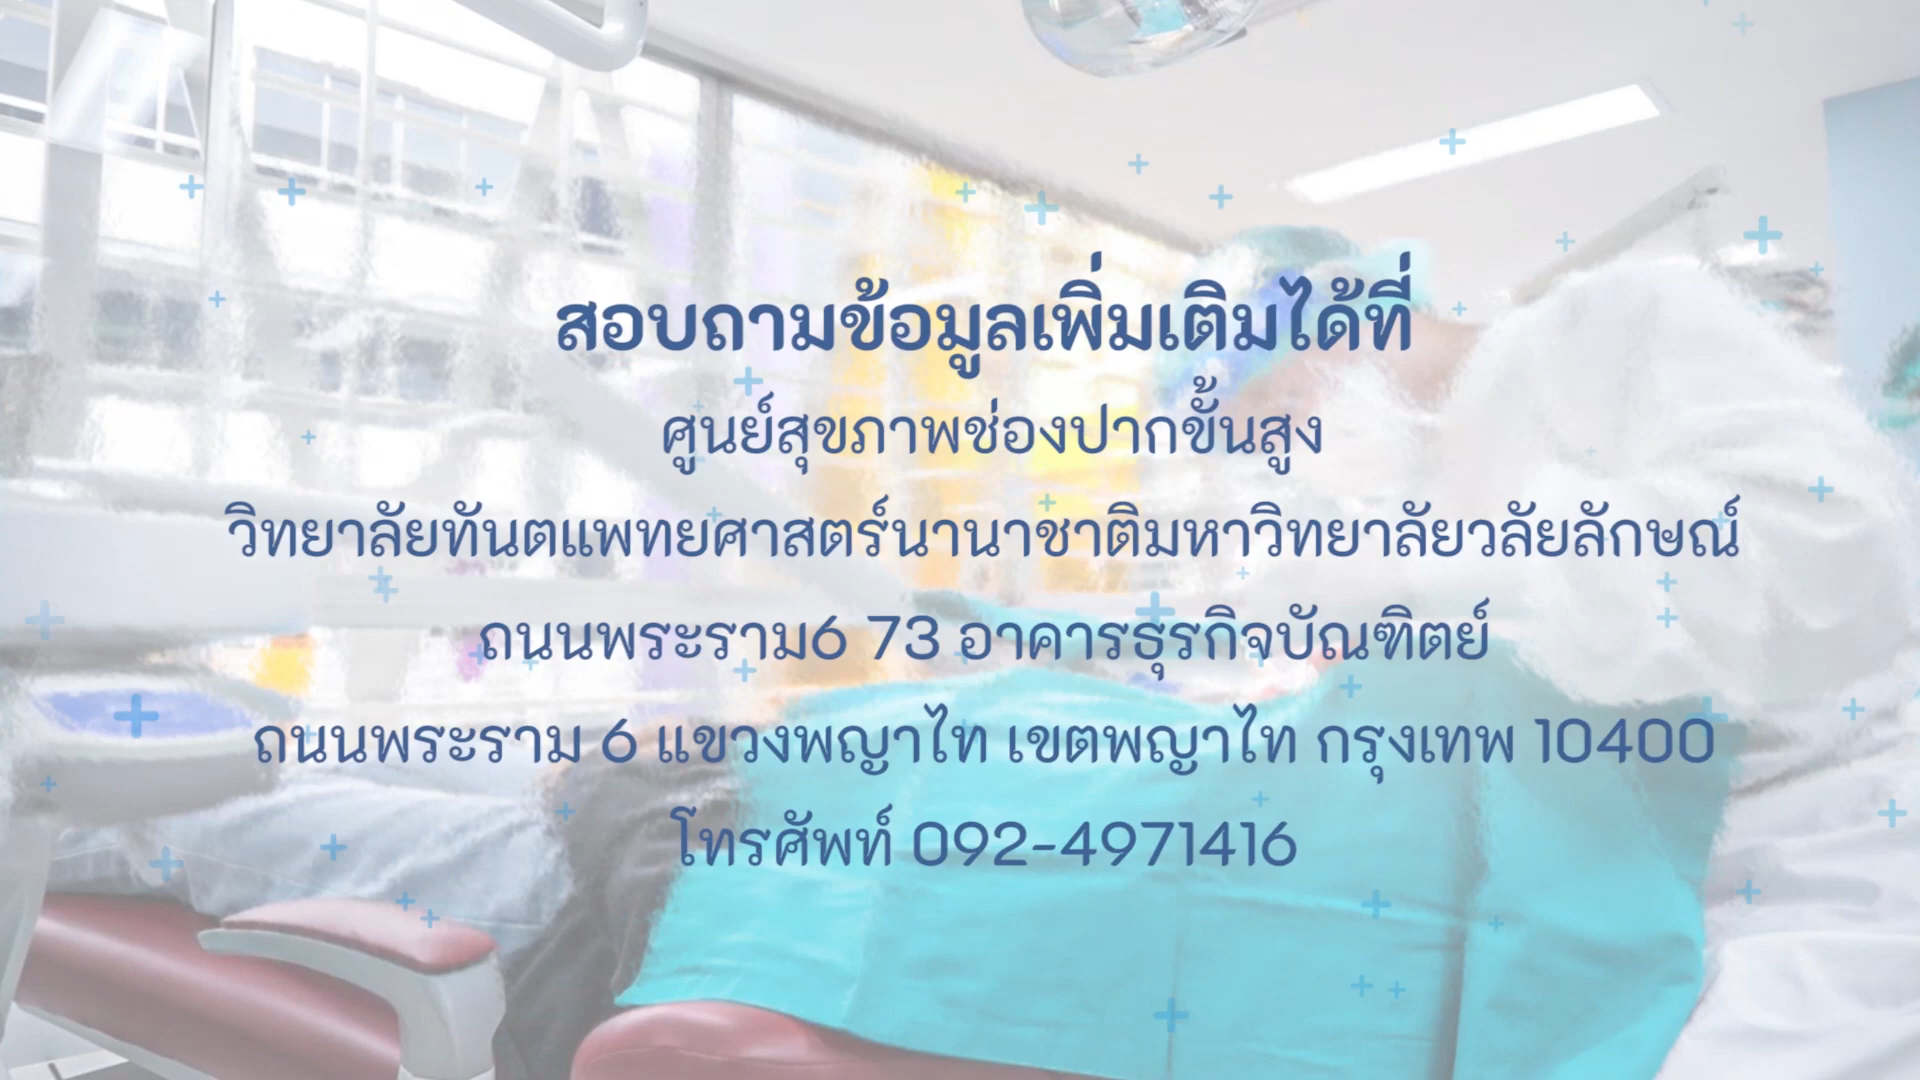 สอบถามข้อมูลเพิ่มเติมได้ที่
ศูนย์สุขภาพช่องปากขั้นสูง
วิทยาลัยทันตแพทยศาสตร์นานาชาติมหาวิทยาลัยวลัยลักษณ์
ถนนพระราม6 73 อาคารธุรกิจบัณฑิตย์
ถนนพระราม 6 แขวงพญาไท เขตพญาไท กรุงเทพ 10400
โทรศัพท์ 092-4971416